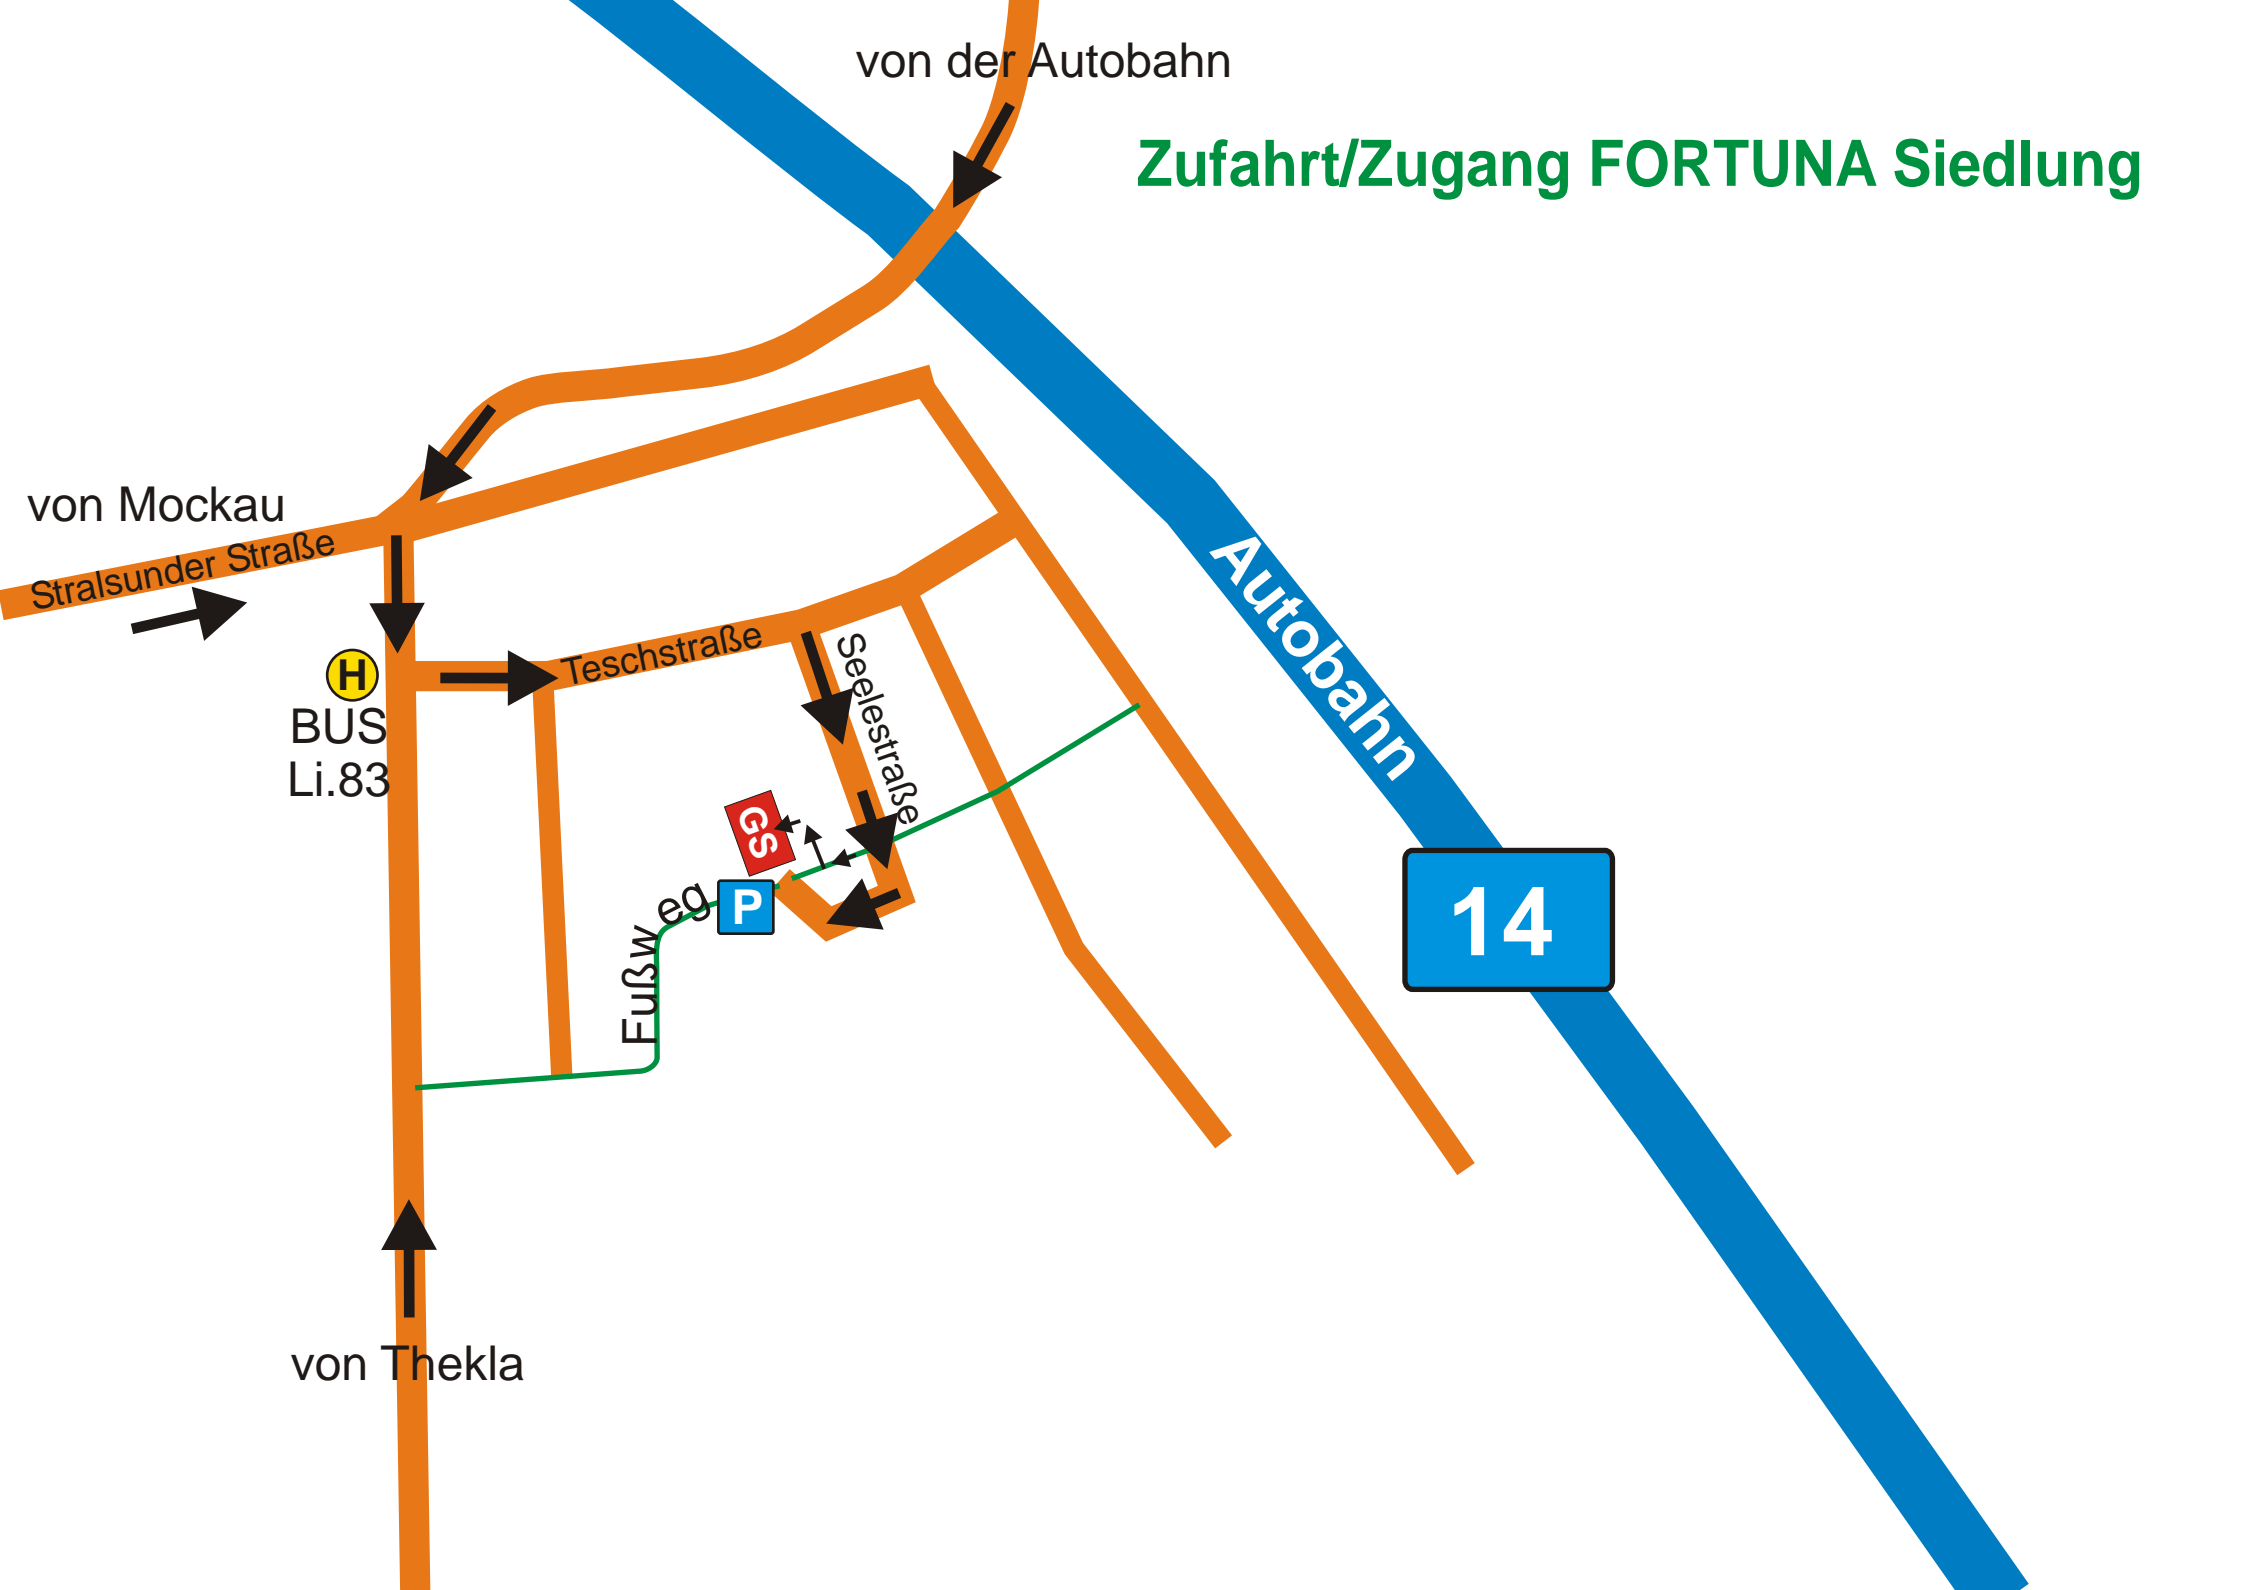 von der Autobahn
Zufahrt/Zugang FORTUNA Siedlung
von Mockau
Stralsunder Straße
Teschstraße
Seelestraße
Autobahn
H
BUS
Li.83
GS
P
Fußweg
14
von Thekla